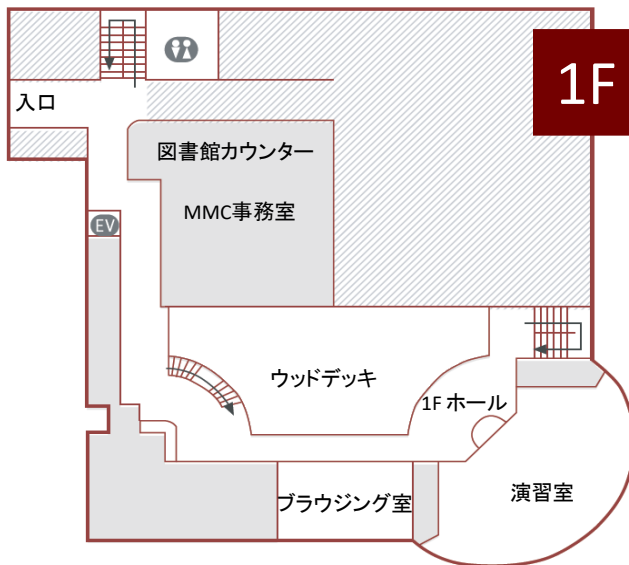 1F
入口
図書館カウンター
MMC事務室
EV
ウッドデッキ
1F ホール
ブラウジング室
演習室